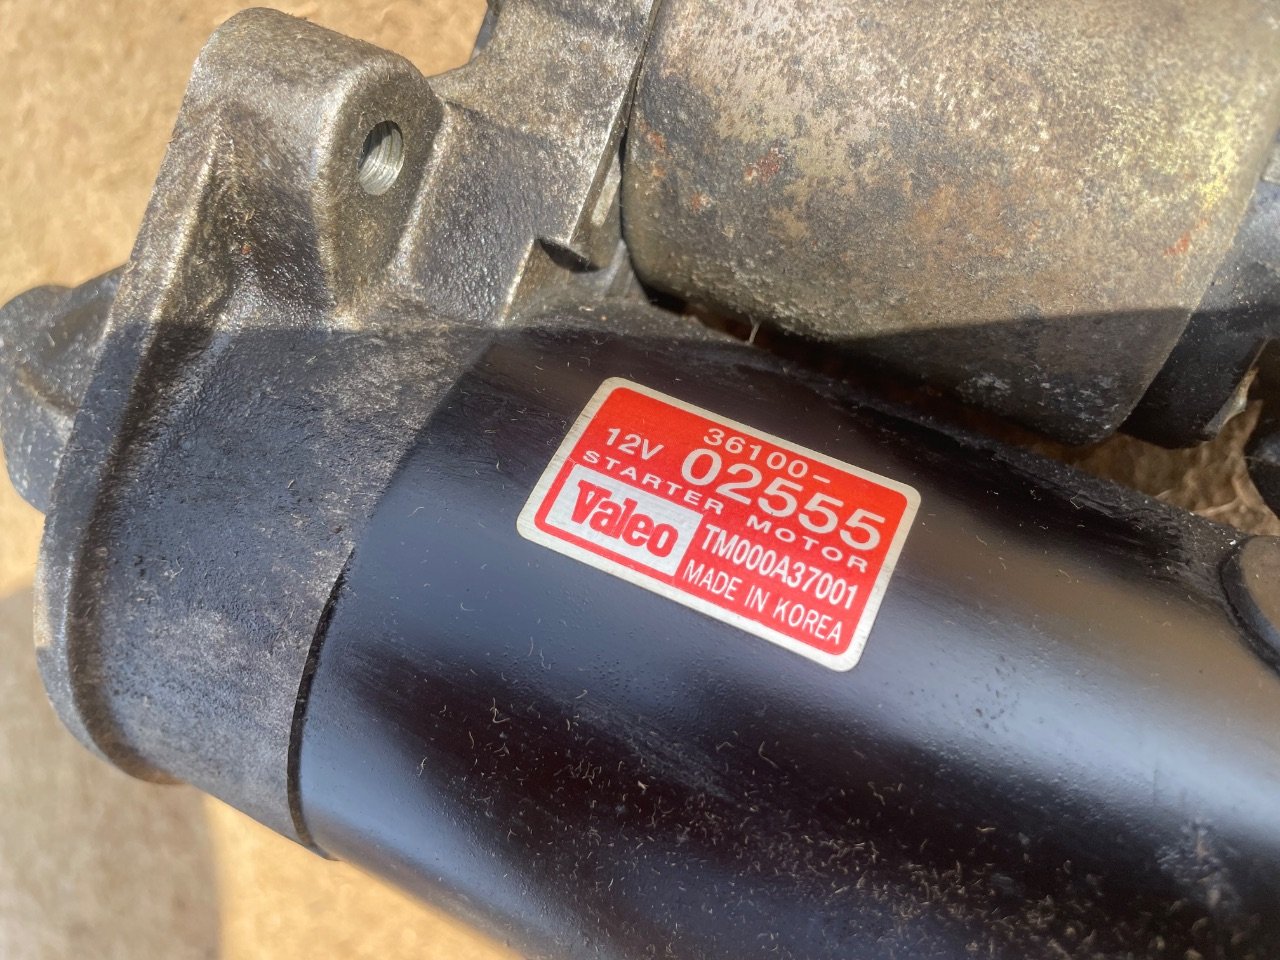 36100-
12V 02555
STARTER MOTOR
Valeo TM000A37001
MADE IN KOREA